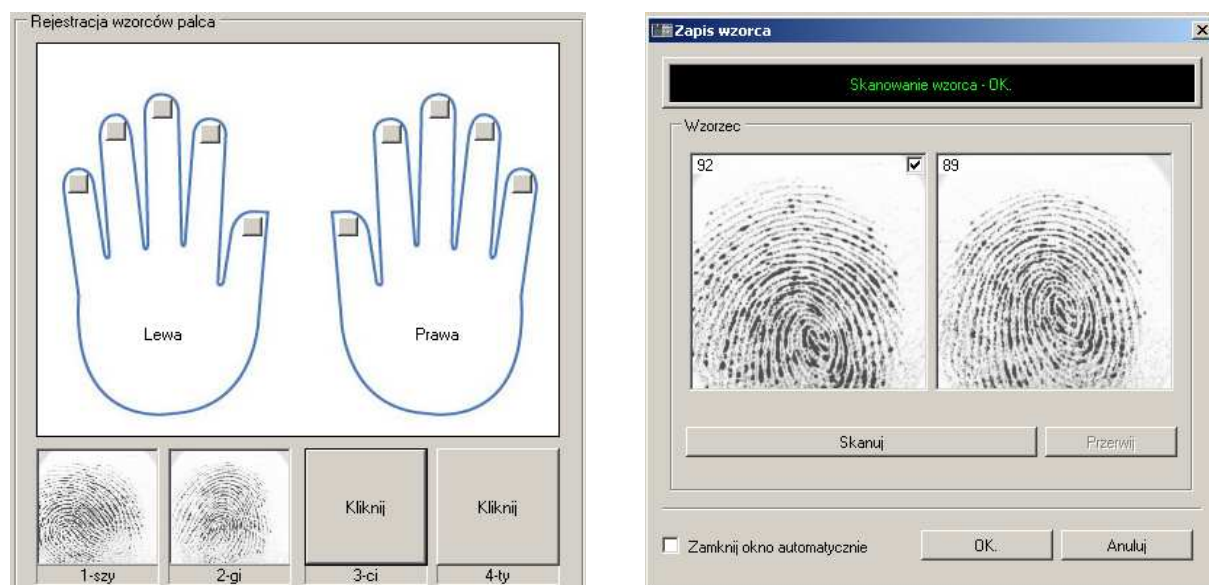 Rejestracja wzorców palca
Lewa
Prawa
Kliknij
Kliknij
1-szy
2-gi
3-ci
4-ty
Zapis wzorca
Skanowanie wzorca - OK.
Wzorzec
92
89
Skanuj
Przerwij
Zamknij okno automatycznie
OK.
Anuluj